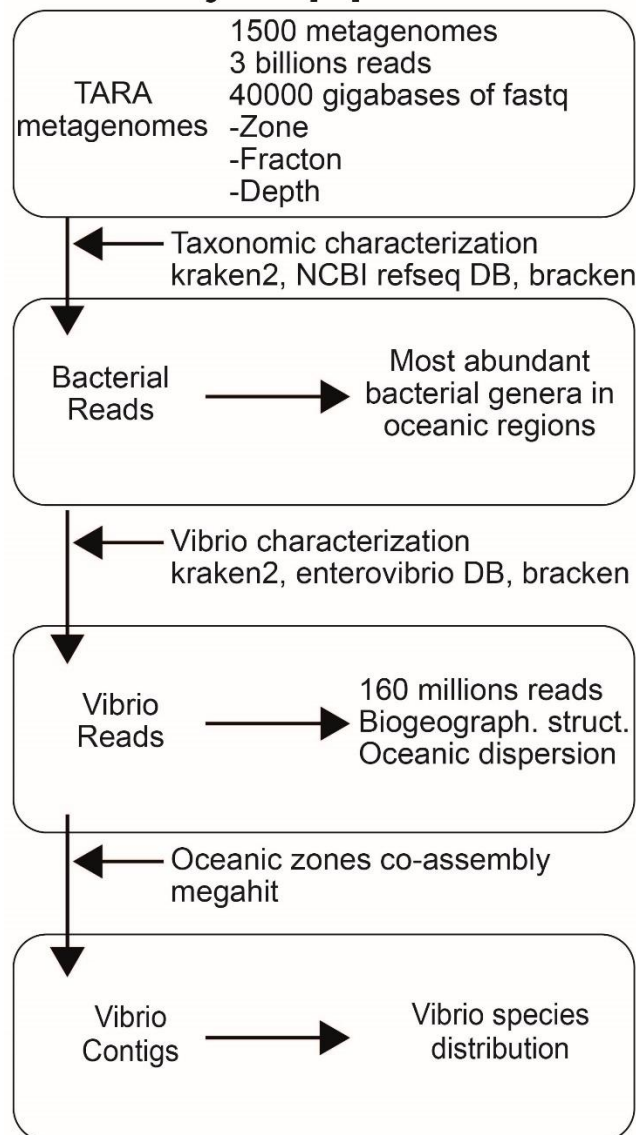 1500 metagenomes
3 billions reads
40000 gigabases of fastq
-Zone
-Fracton
-Depth
TARA
metagenomes
Taxonomic characterization
kraken2, NCBI refseq DB, bracken
Bacterial
Reads
Most abundant
bacterial genera in
oceanic regions
Vibrio characterization
kraken2, enterovibrio DB, bracken
Vibrio
Reads
160 millions reads
Biogeograph. struct.
Oceanic dispersion
Oceanic zones co-assembly
megahit
Vibrio
Contigs
Vibrio species
distribution